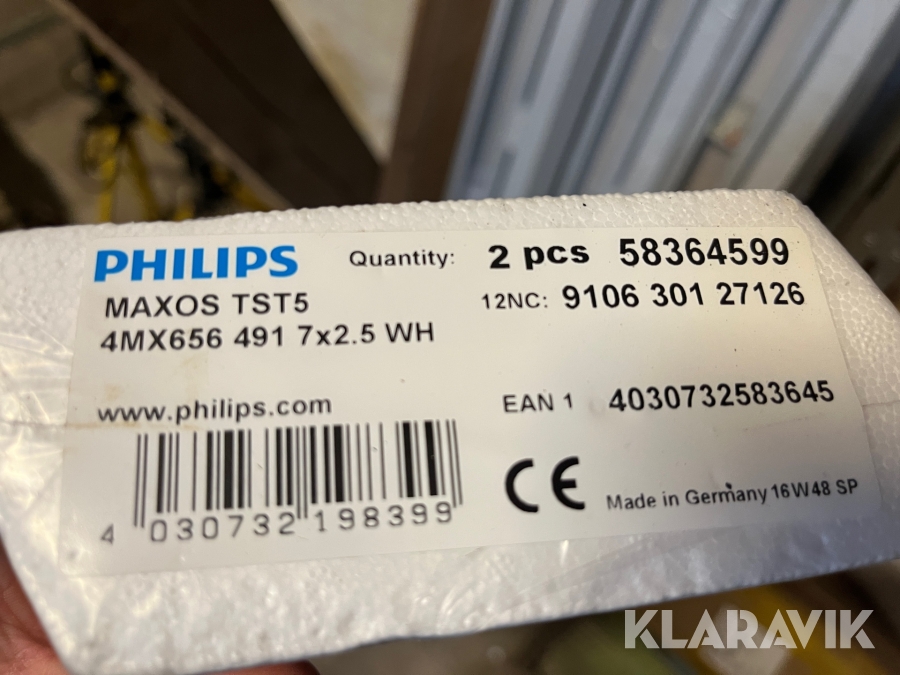 PHILIPS Quantity: 2 pcs 58364599
MAXOS TST5 12NC: 9106 301 27126
4MX656 491 7x2.5 WH
www.philips.com EAN 1 4030732583645
4 030732 198399
CE Made in Germany 16W48 SP
KLARAVIK